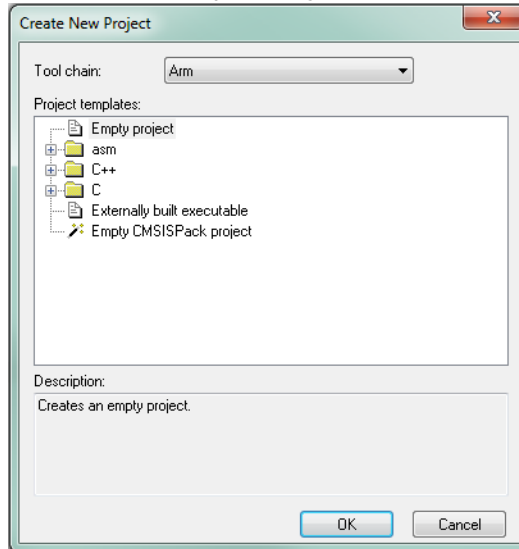 Create New Project
Tool chain: Arm
Project templates:
Empty project
asm
C++
C
Externally built executable
Empty CMSISPack project
Description:
Creates an empty project.
OK Cancel